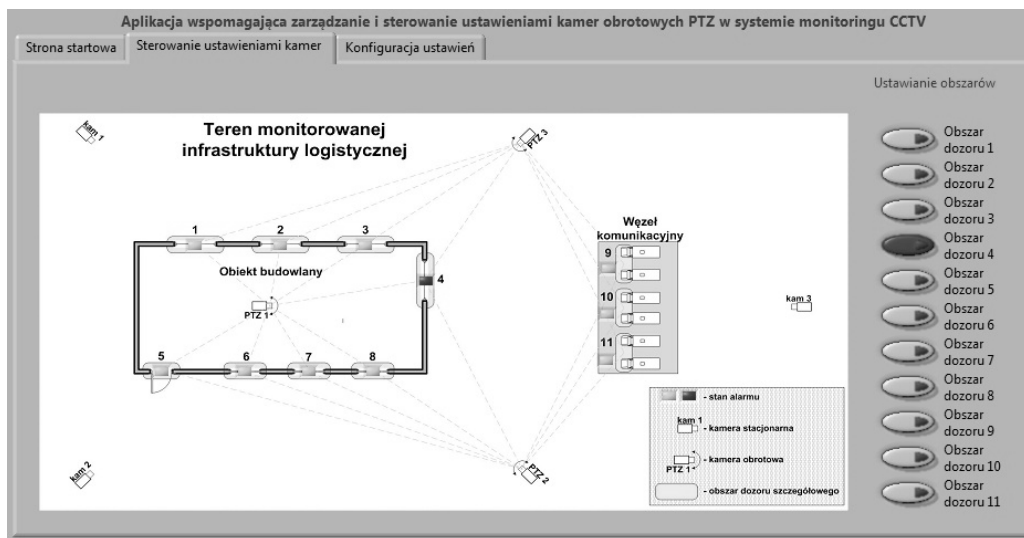 Aplikacja wspomagająca zarządzanie i sterowanie ustawieniami kamer obrotowych PTZ w systemie monitoringu CCTV
Strona startowa
Sterowanie ustawieniami kamer
Konfiguracja ustawień
Ustawianie obszarów
kam 1
Teren monitorowanej
infrastruktury logistycznej
PTZ 3
1
2
3
Obiekt budowlany
4
PTZ 1
5
6
7
8
Węzeł
komunikacyjny
9
10
11
kam 3
kam 2
PTZ 2
- stan alarmu
kam 1
- kamera stacjonarna
- kamera obrotowa
PTZ 1
- obszar dozoru szczegółowego
Obszar
dozoru 1
Obszar
dozoru 2
Obszar
dozoru 3
Obszar
dozoru 4
Obszar
dozoru 5
Obszar
dozoru 6
Obszar
dozoru 7
Obszar
dozoru 8
Obszar
dozoru 9
Obszar
dozoru 10
Obszar
dozoru 11